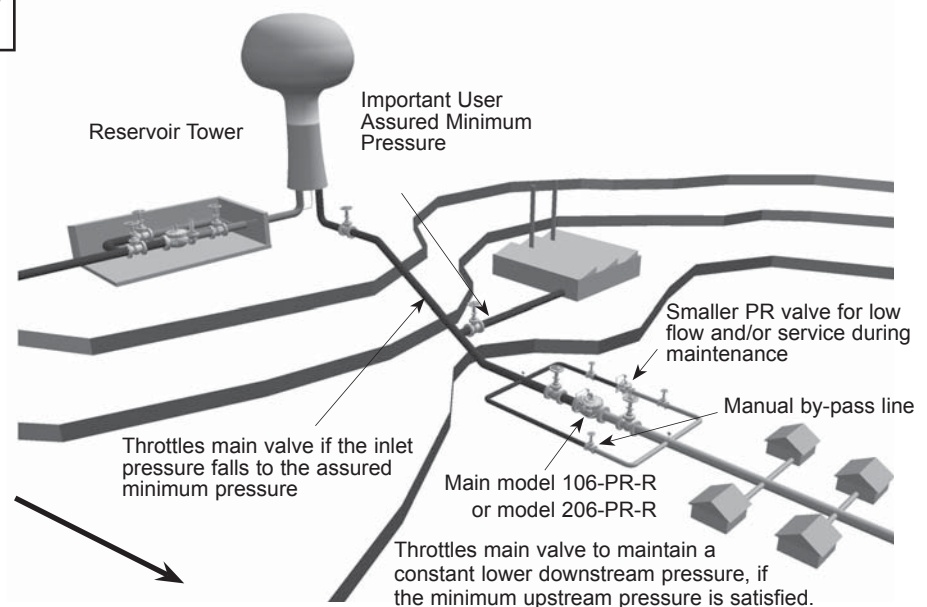 Reservoir Tower
Important User
Assured Minimum
Pressure
Smaller PR valve for low
flow and/or service during
maintenance
Manual by-pass line
Throttles main valve if the inlet
pressure falls to the assured
minimum pressure
Main model 106-PR-R
or model 206-PR-R
Throttles main valve to maintain a
constant lower downstream pressure, if
the minimum upstream pressure is satisfied.